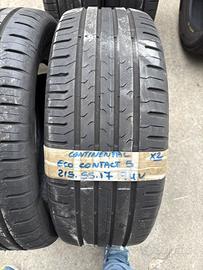 CONTINENTAL X2
ECO CONTACT 5
215.55.17 94V